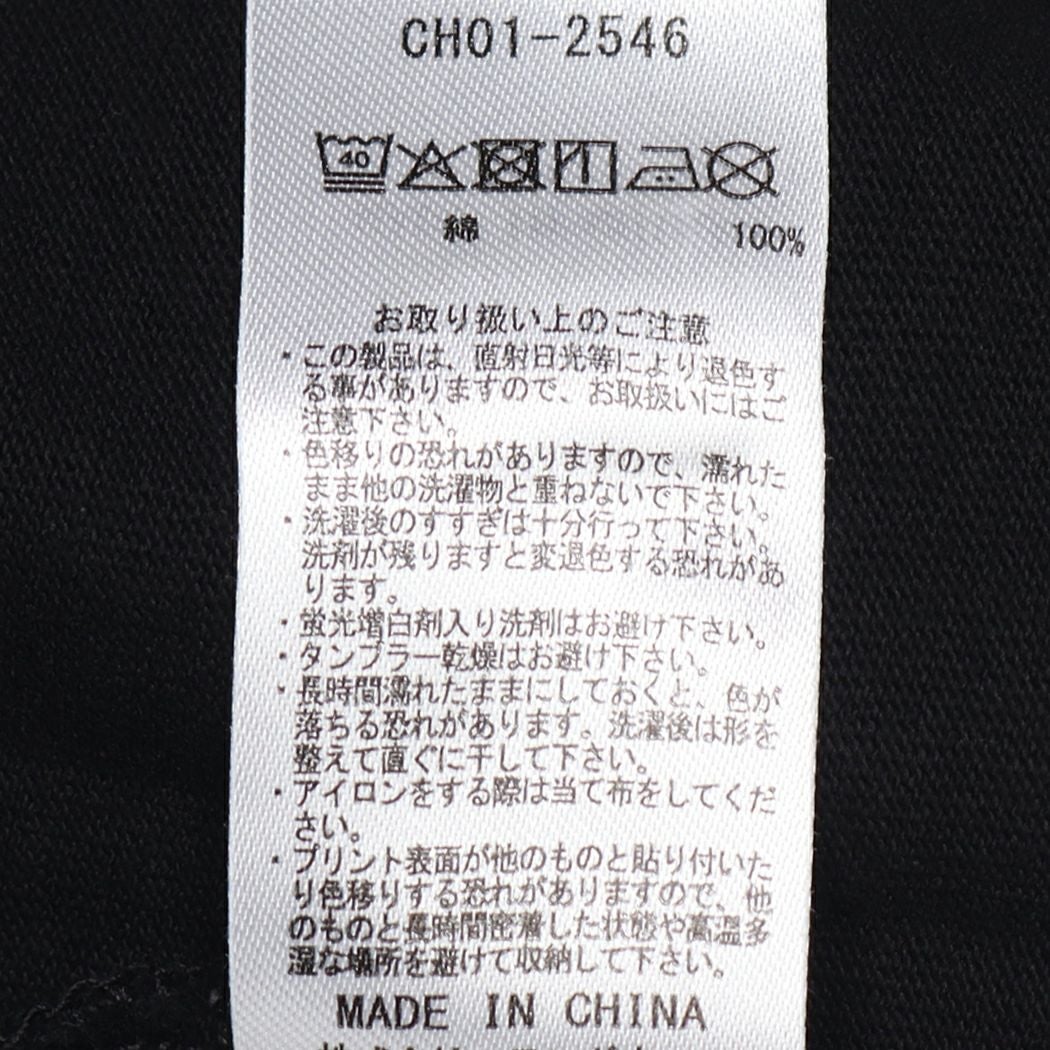 CH01-2546
40
綿 100%
お取り扱い上のご注意
・この製品は、直射日光等により退色す
る事がありますので、お取扱いにはご
注意下さい。
・色移りの恐れがありますので、濡れた
まま他の洗濯物と重ねないで下さい。
・洗濯後のすすぎは十分行って下さい。
洗剤が残りますと変退色する恐れがあ
ります。
・蛍光増白剤入り洗剤はお避け下さい。
・タンブラー乾燥はお避け下さい。
・長時間濡れたままにしておくと、色が
落ちる恐れがあります。洗濯後は形を
整えて直ぐに干して下さい。
・アイロンをする際は当て布をしてくだ
さい。
・プリント表面が他のものと貼り付いた
り色移りする恐れがありますので、他
のものと長時間密着した状態や高温多
湿な場所を避けて収納して下さい。
MADE IN CHINA